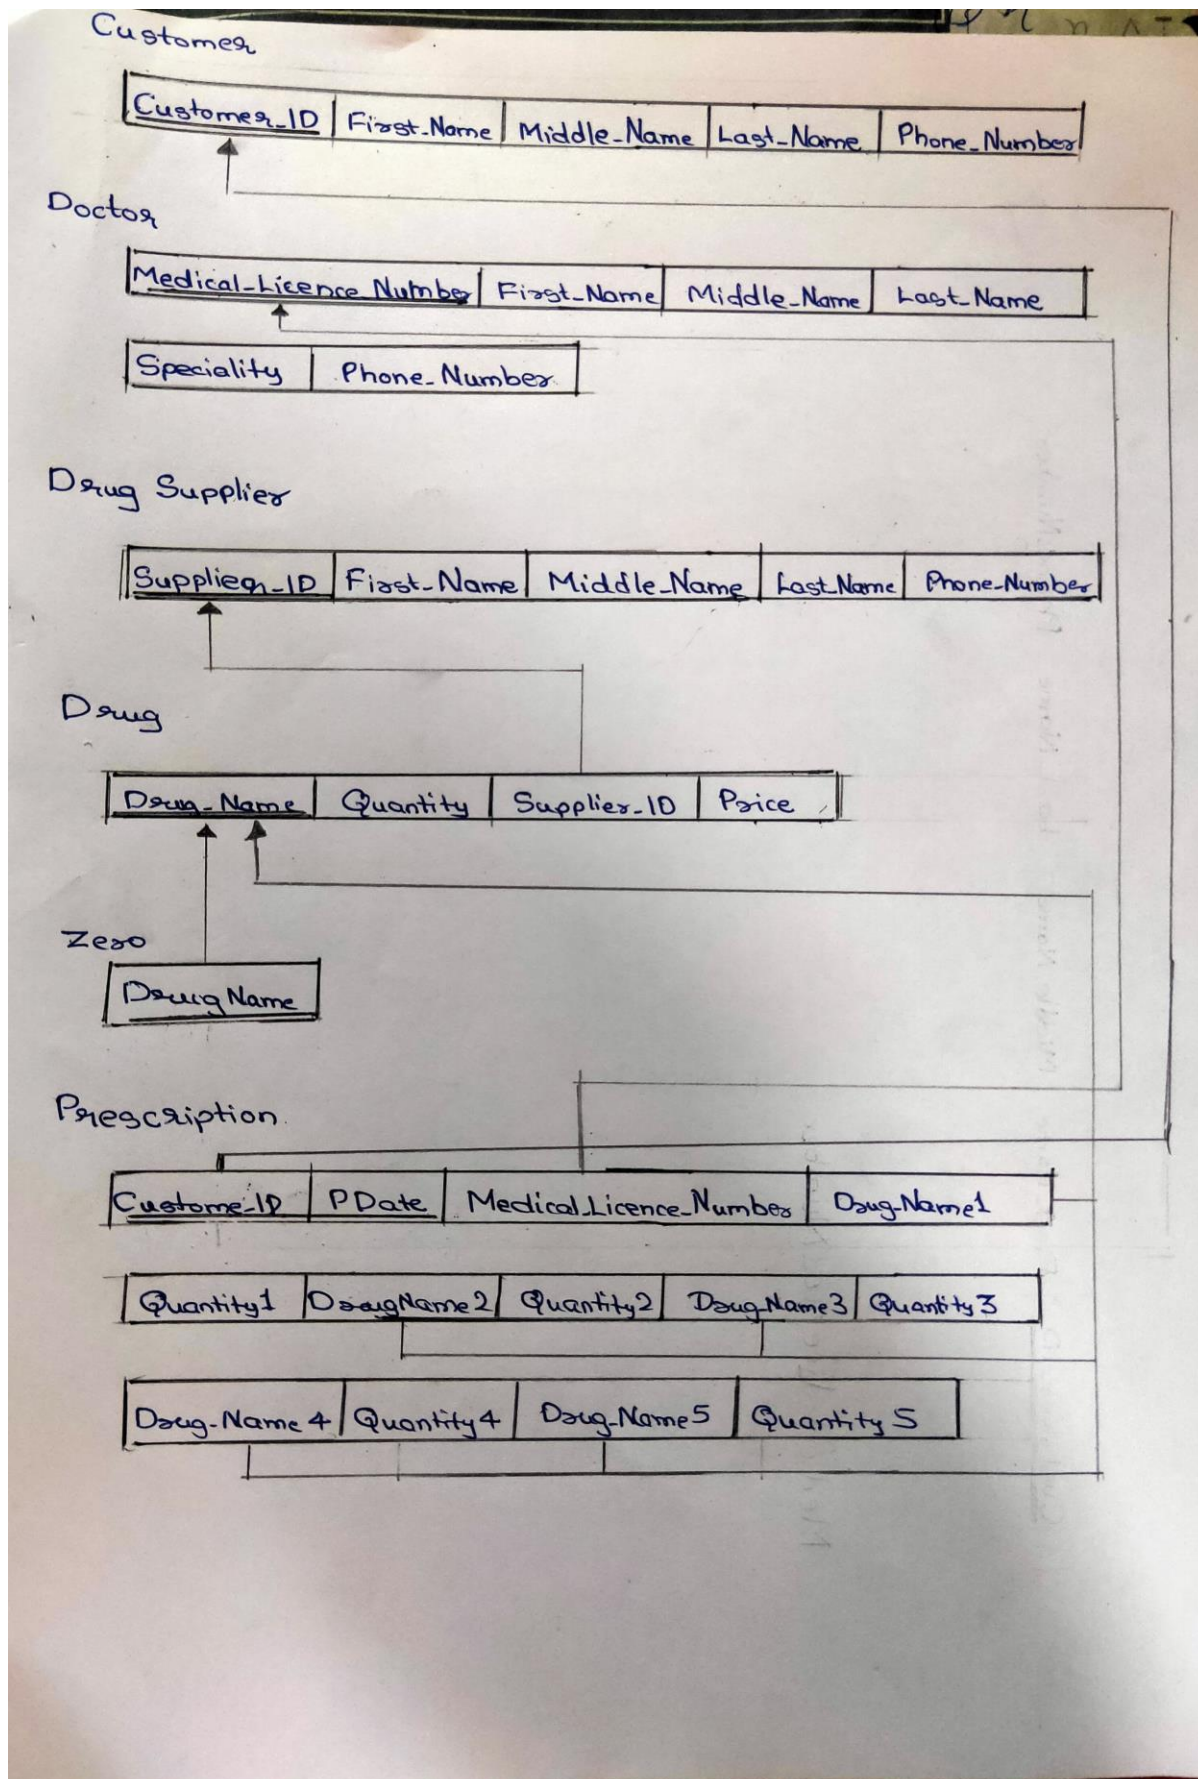 Customer
Customer_ID First_Name Middle_Name Last_Name Phone_Number
Doctor
Medical_Licence_Number First_Name Middle_Name Last_Name
Speciality Phone_Number
Drug Supplier
Supplier_ID First_Name Middle_Name Last_Name Phone_Number
Drug
Drug_Name Quantity Supplier_ID Price
Zero
Drug Name
Prescription
Custome_ID PDate Medical_Licence_Number Drug_Name1
Quantity1 DrugName2 Quantity2 Drug_Name3 Quantity3
Drug_Name4 Quantity4 Drug_Name5 Quantity5